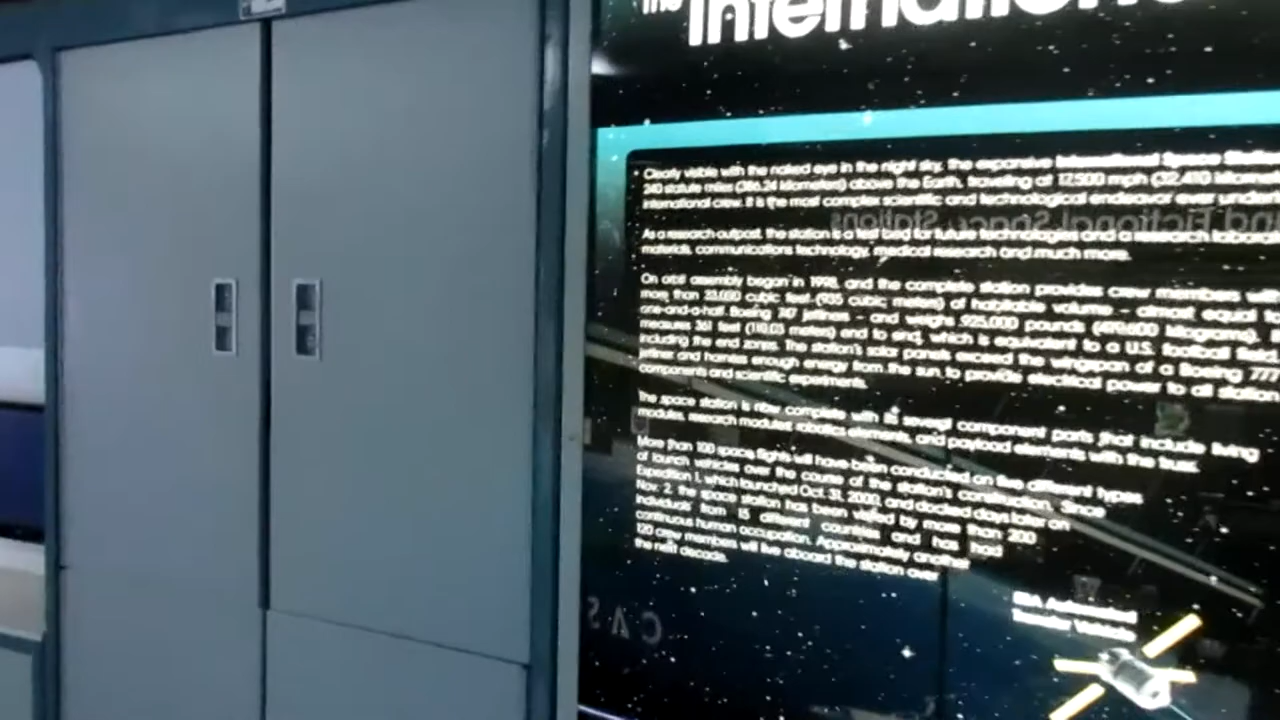 The Internationa
Clearly visible with the naked eye in the night sky, the expansive International Space Statio
240 statute miles (386.24 kilometers) above the Earth, traveling at 17,500 mph (32,410 kilomet
international crew. It is the most complex scientific and technological endeavor ever under
and Fictional Space Stations
As a research outpost, the station is a test bed for future technologies and a research laborat
materials, communications technology, medical research and much more.
On orbit assembly began in 1998, and the complete station provides crew members with
more than 33,000 cubic feet (935 cubic meters) of habitable volume – almost equal to
one-and-a-half Boeing 747 jetliners – and weighs 925,000 pounds (419,600 kilograms).
measures 361 feet (110.03 meters) end to end, which is equivalent to a U.S. football field,
including the end zones. The station's solar panels exceed the wingspan of a Boeing 777
jetliner and harness enough energy from the sun to provide electrical power to all station
components and scientific experiments.
The space station is now complete with its several component parts that include living
modules, research modules, robotics elements, and payload elements with the truss.
More than 100 space flights will have been conducted on five different types
of launch vehicles over the course of the station's construction. Since
Expedition 1, which launched Oct. 31, 2000, and docked days later on
Nov. 2, the space station has been visited by more than 200
individuals from 15 different countries and has had
continuous human occupation. Approximately another
120 crew members will live aboard the station over
the next decade.
CAS
Automated
Transfer Vehicle